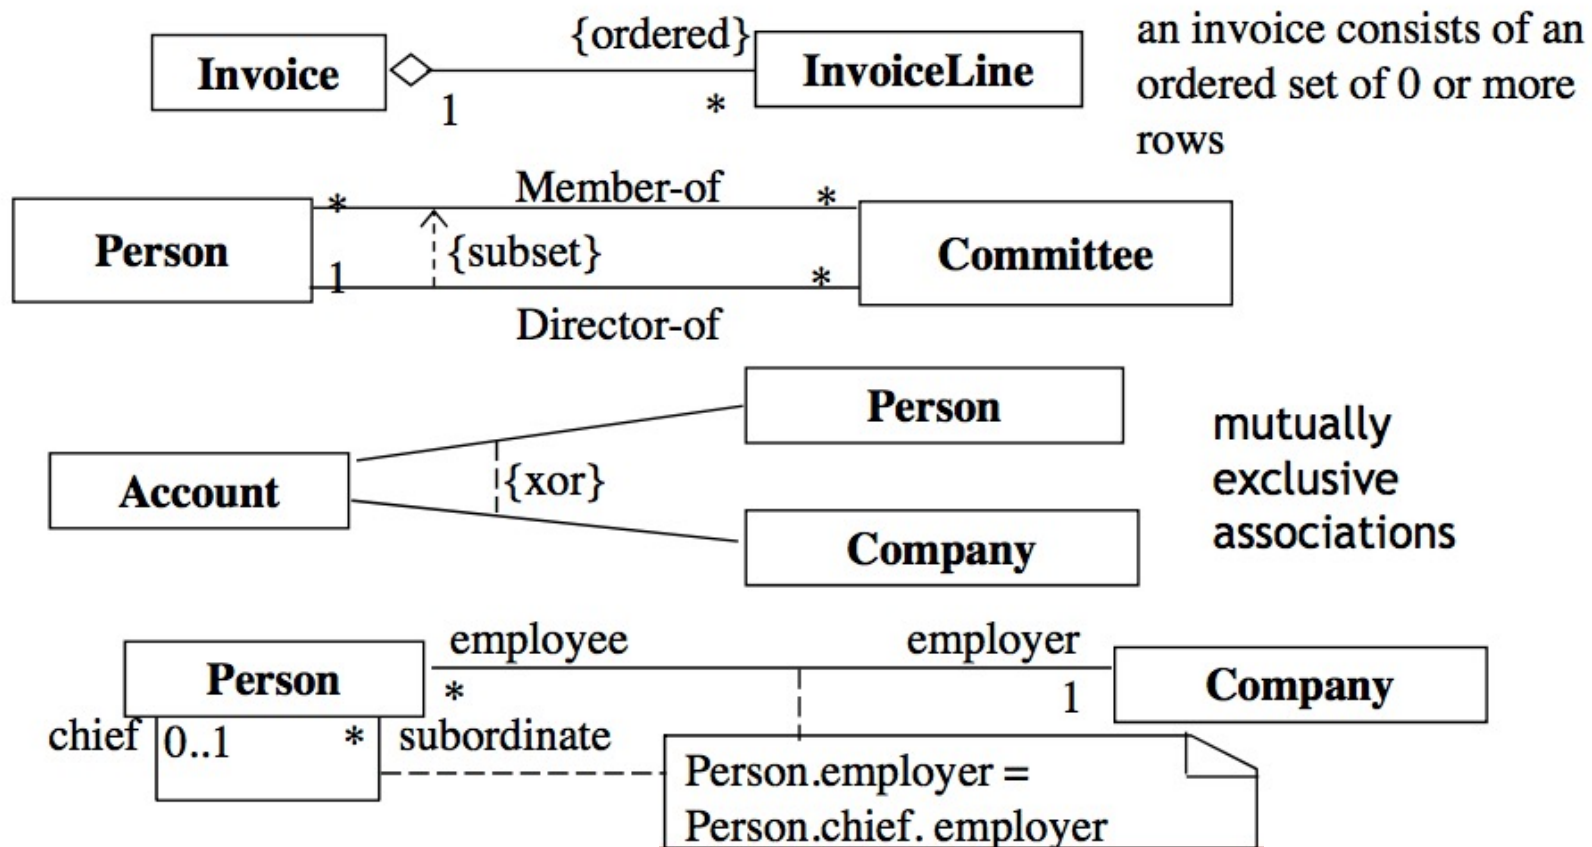 {ordered}
Invoice
InvoiceLine
1
*
an invoice consists of an
ordered set of 0 or more
rows
*
Member-of
*
Person
{subset}
Committee
1
*
Director-of
Person
Account
{xor}
Company
mutually
exclusive
associations
employee
employer
Person
*
1
Company
chief
0..1
*
subordinate
Person.employer =
Person.chief. employer